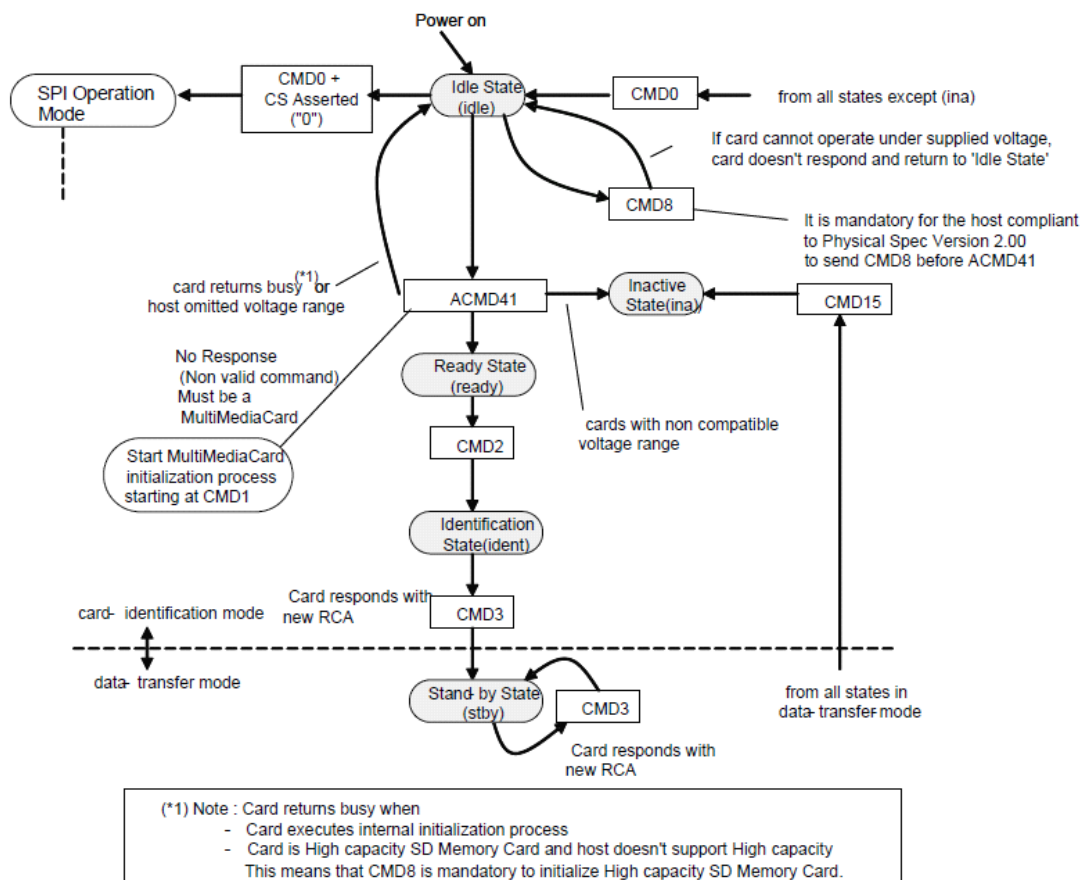 Power on
SPI Operation
Mode
CMD0 +
CS Asserted
("0")
Idle State
(idle)
CMD0
from all states except (ina)
If card cannot operate under supplied voltage,
card doesn't respond and return to 'Idle State'
CMD8
It is mandatory for the host compliant
to Physical Spec Version 2.00
to send CMD8 before ACMD41
card returns busy (*1) or
host omitted voltage range
ACMD41
Inactive
State(ina)
CMD15
No Response
(Non valid command)
Must be a
MultiMediaCard
Ready State
(ready)
cards with non compatible
voltage range
Start MultiMediaCard
initialization process
starting at CMD1
CMD2
Identification
State(ident)
Card responds with
new RCA
CMD3
card- identification mode
data- transfer mode
Stand- by State
(stby)
CMD3
from all states in
data- transfer-mode
Card responds with
new RCA
(*1) Note : Card returns busy when
- Card executes internal initialization process
- Card is High capacity SD Memory Card and host doesn't support High capacity
This means that CMD8 is mandatory to initialize High capacity SD Memory Card.